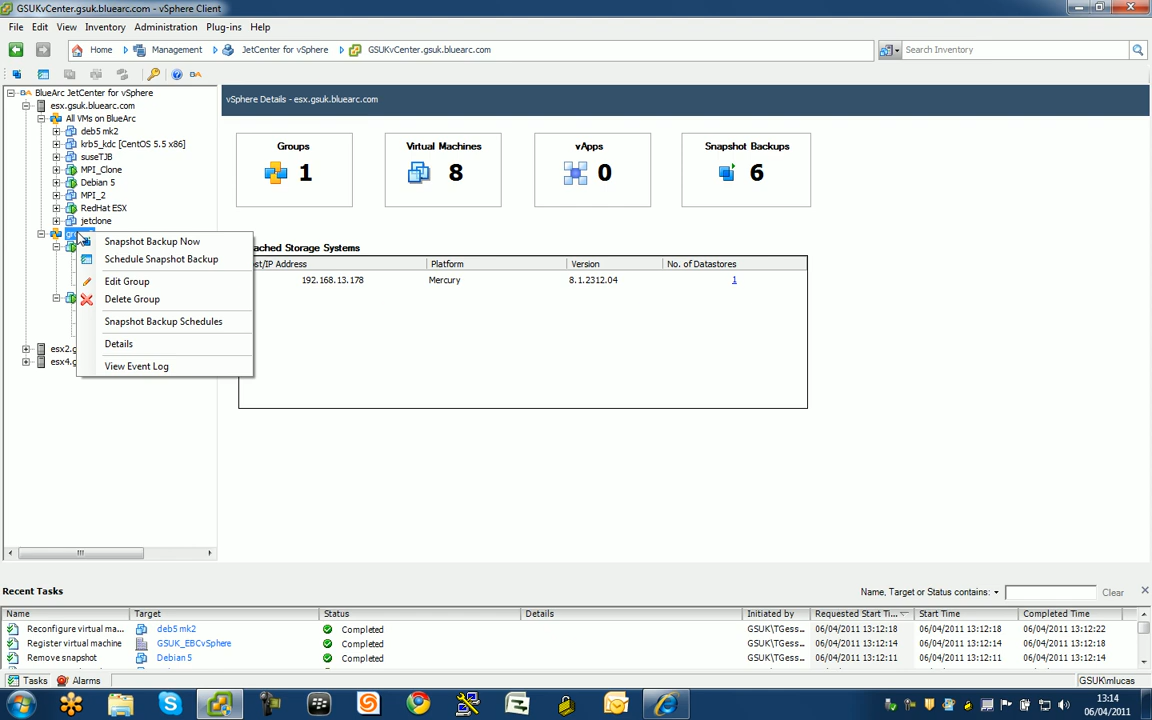 GSUKvCenter.gsuk.bluearc.com - vSphere Client
File Edit View Inventory Administration Plug-ins Help
Home Management JetCenter for vSphere GSUKvCenter.gsuk.bluearc.com Search Inventory
BlueArc JetCenter for vSphere
esx.gsuk.bluearc.com
All VMs on BlueArc
deb5 mk2
krb5_kdc [CentOS 5.5 x86]
suseTJB
MPI_Clone
Debian 5
MPI_2
RedHat ESX
jetclone
Snapshot Backup Now
Schedule Snapshot Backup
Edit Group
Delete Group
Snapshot Backup Schedules
Details
View Event Log
esx2.g
esx4.g
vSphere Details - esx.gsuk.bluearc.com
Groups Virtual Machines vApps Snapshot Backups
1 8 0 6
ached Storage Systems
ost/IP Address Platform Version No. of Datastores
192.168.13.178 Mercury 8.1.2312.04 1
Recent Tasks Name, Target or Status contains: Clear
Name Target Status Details Initiated by Requested Start Ti... Start Time Completed Time
Reconfigure virtual ma... deb5 mk2 Completed GSUK\TGess... 06/04/2011 13:12:18 06/04/2011 13:12:18 06/04/2011 13:12:22
Register virtual machine GSUK_EBCvSphere Completed GSUK\TGess... 06/04/2011 13:12:14 06/04/2011 13:12:14 06/04/2011 13:12:18
Remove snapshot Debian 5 Completed GSUK\TGess... 06/04/2011 13:12:11 06/04/2011 13:12:11 06/04/2011 13:12:14
Tasks Alarms GSUK\mlucas
13:14
06/04/2011